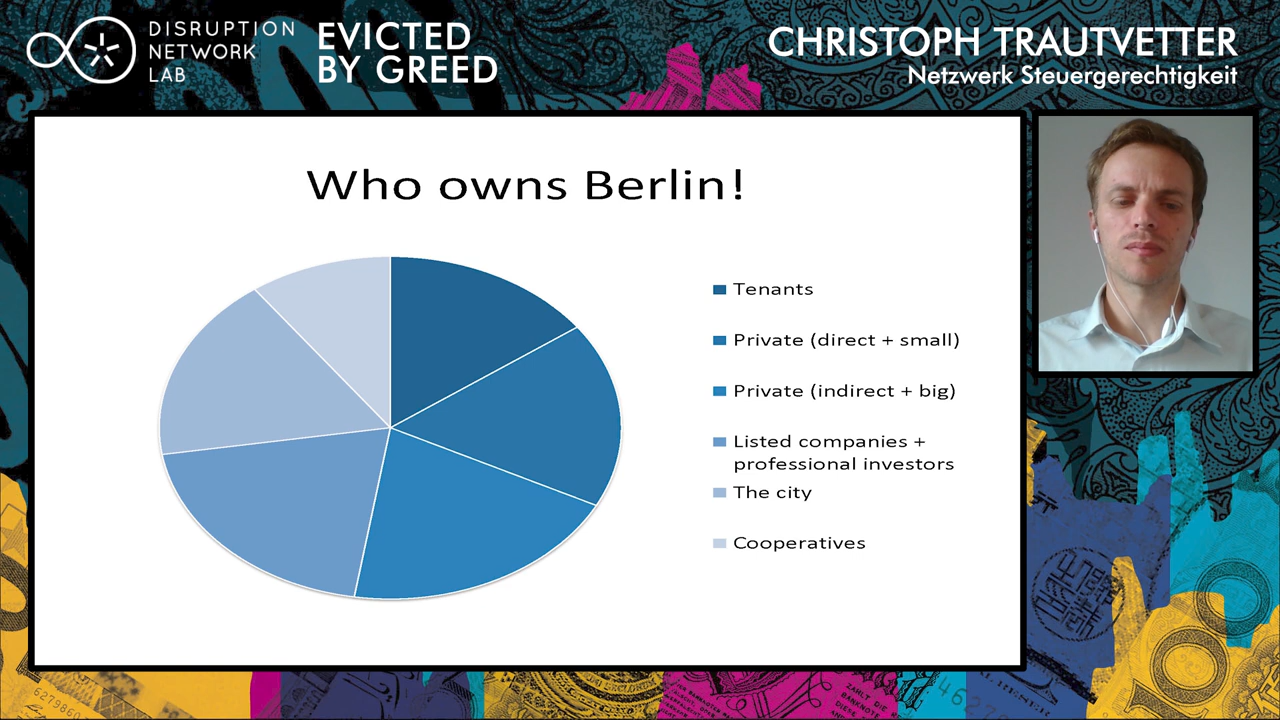 DISRUPTION
NETWORK
LAB
EVICTED
BY GREED
CHRISTOPH TRAUTVETTER
Netzwerk Steuergerechtigkeit
Who owns Berlin!
Tenants
Private (direct + small)
Private (indirect + big)
Listed companies +
professional investors
The city
Cooperatives